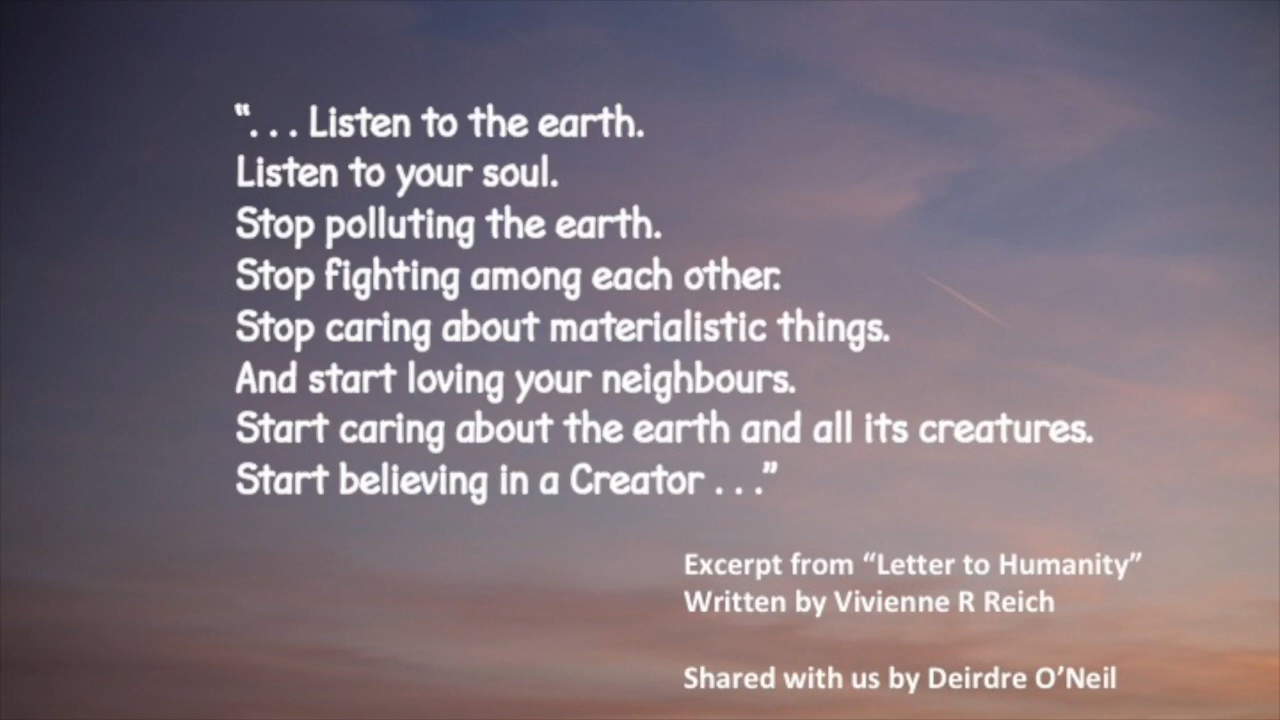 “. . . Listen to the earth.
Listen to your soul.
Stop polluting the earth.
Stop fighting among each other.
Stop caring about materialistic things.
And start loving your neighbours.
Start caring about the earth and all its creatures.
Start believing in a Creator . . .”
Excerpt from “Letter to Humanity”
Written by Vivienne R Reich
Shared with us by Deirdre O’Neil